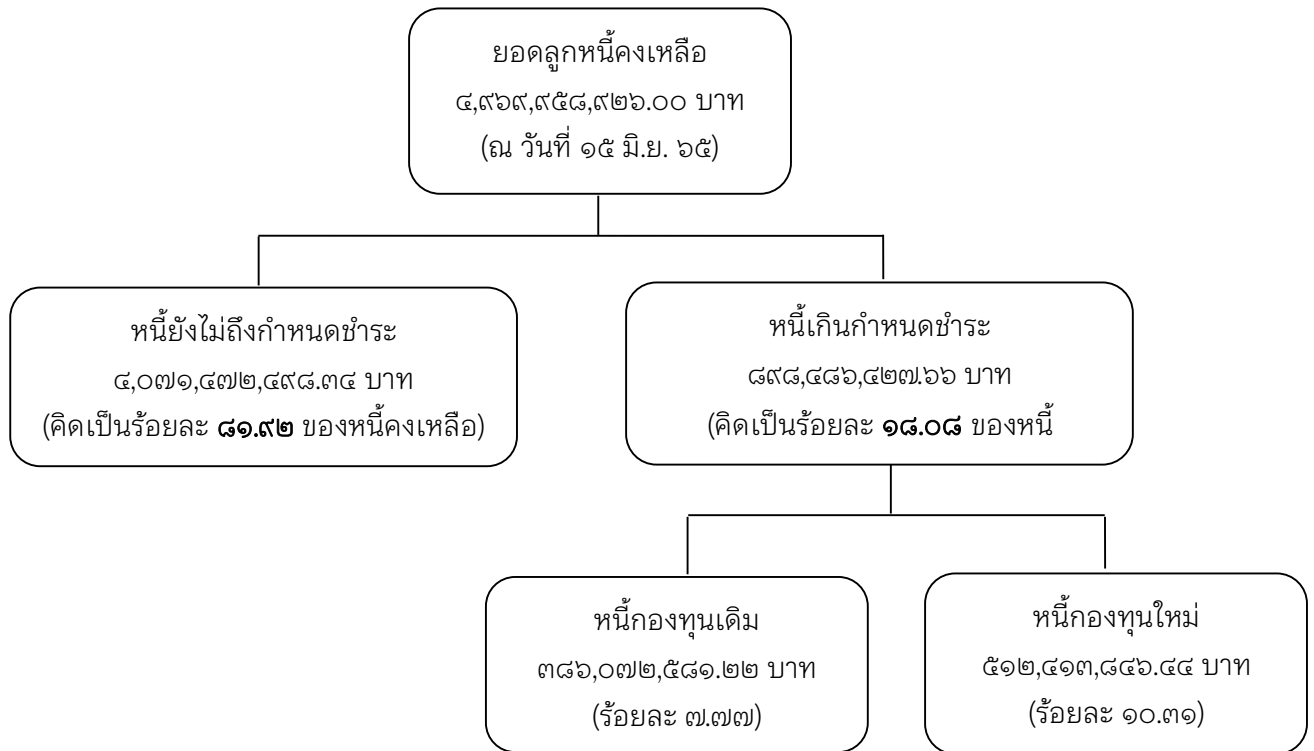 ยอดลูกหนี้คงเหลือ
๔,๙๖๙,๙๕๘,๙๒๖.๐๐ บาท
(ณ วันที่ ๑๕ มิ.ย. ๖๕)
หนี้ยังไม่ถึงกำหนดชำระ
๔,๐๗๑,๔๗๒,๔๙๘.๓๔ บาท
(คิดเป็นร้อยละ ๘๑.๙๒ ของหนี้คงเหลือ)
หนี้เกินกำหนดชำระ
๘๙๘,๔๘๖,๔๒๗.๖๖ บาท
(คิดเป็นร้อยละ ๑๘.๐๘ ของหนี้
หนี้กองทุนเดิม
๓๘๖,๐๗๒,๕๘๑.๒๒ บาท
(ร้อยละ ๗.๗๗)
หนี้กองทุนใหม่
๕๑๒,๔๑๓,๘๔๖.๔๔ บาท
(ร้อยละ ๑๐.๓๑)